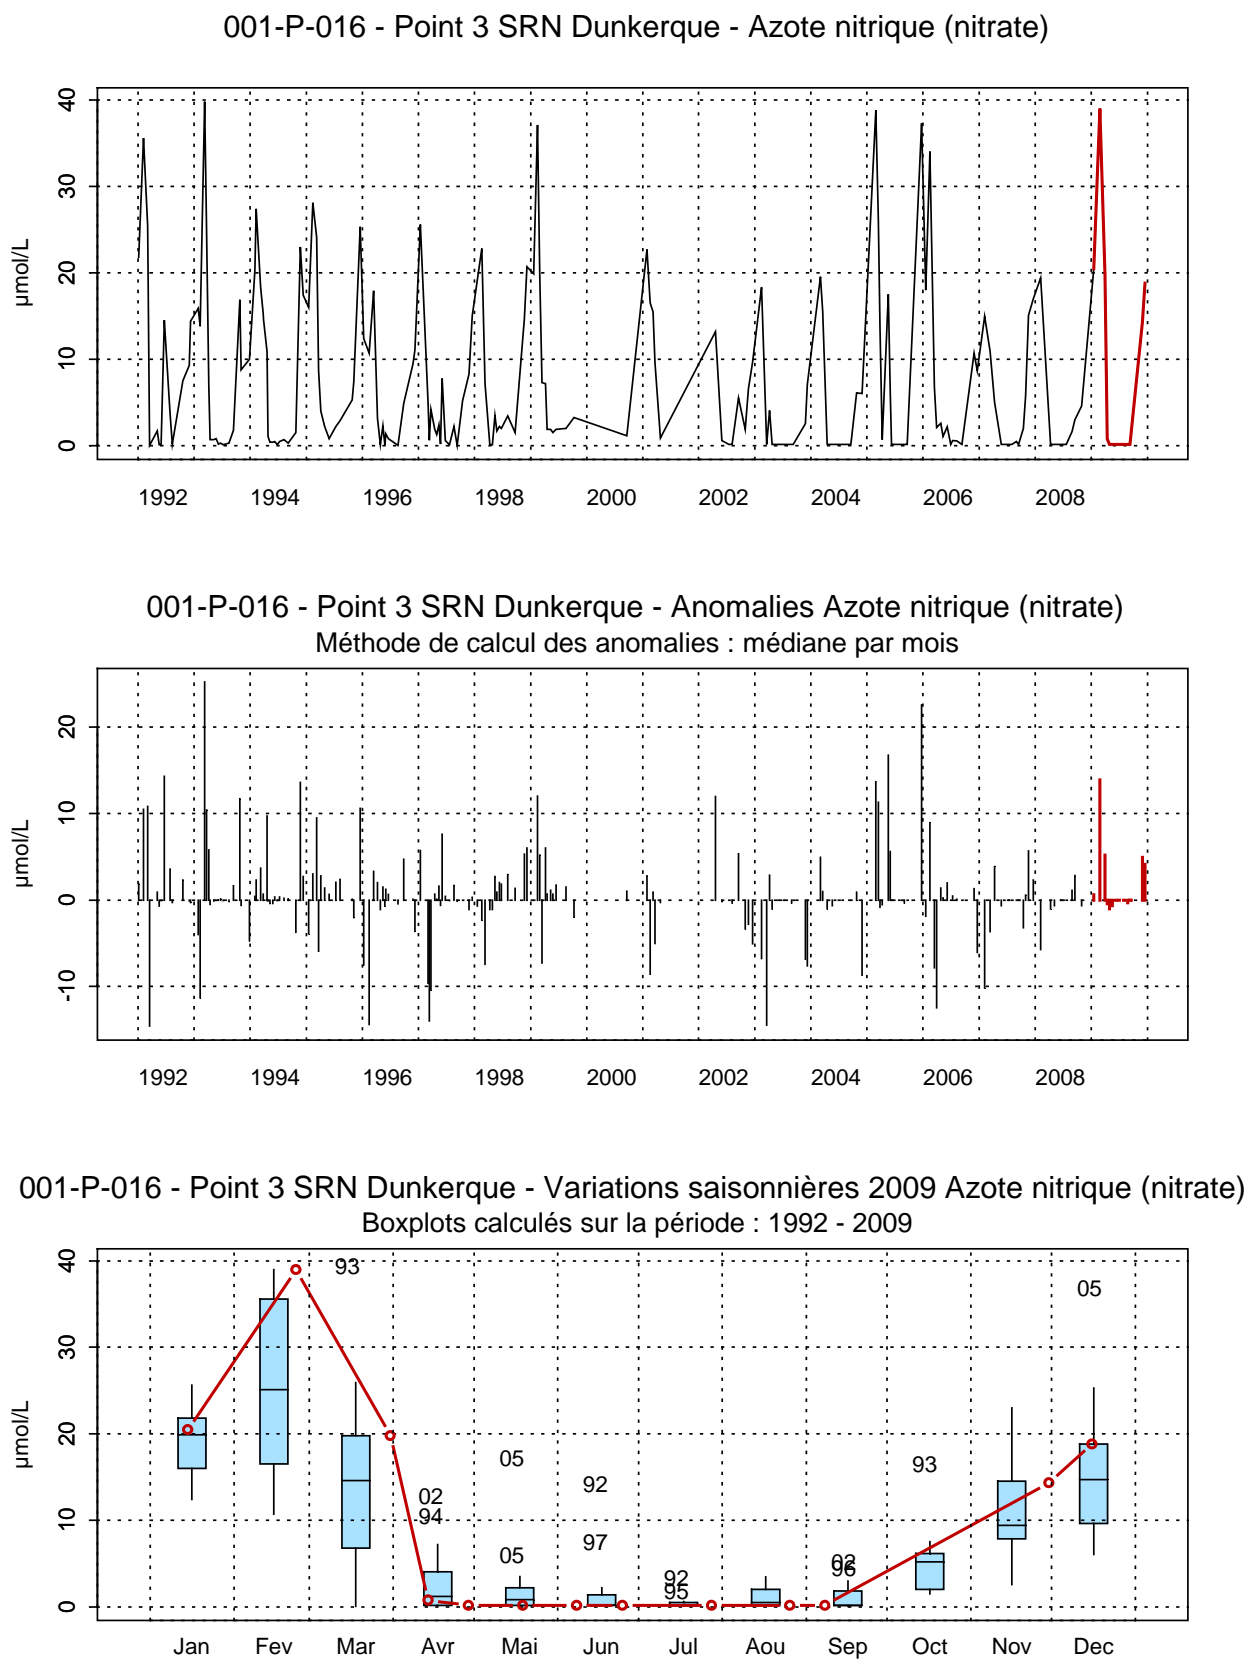 001-P-016 - Point 3 SRN Dunkerque - Azote nitrique (nitrate)
40
30
20
10
0
µmol/L
1992 1994 1996 1998 2000 2002 2004 2006 2008
001-P-016 - Point 3 SRN Dunkerque - Anomalies Azote nitrique (nitrate)
Méthode de calcul des anomalies : médiane par mois
20
10
0
-10
µmol/L
1992 1994 1996 1998 2000 2002 2004 2006 2008
001-P-016 - Point 3 SRN Dunkerque - Variations saisonnières 2009 Azote nitrique (nitrate)
Boxplots calculés sur la période : 1992 - 2009
40
30
20
10
0
µmol/L
93
05
05
93
92
02
94
97
05
02
96
92
95
Jan Fev Mar Avr Mai Jun Jul Aou Sep Oct Nov Dec